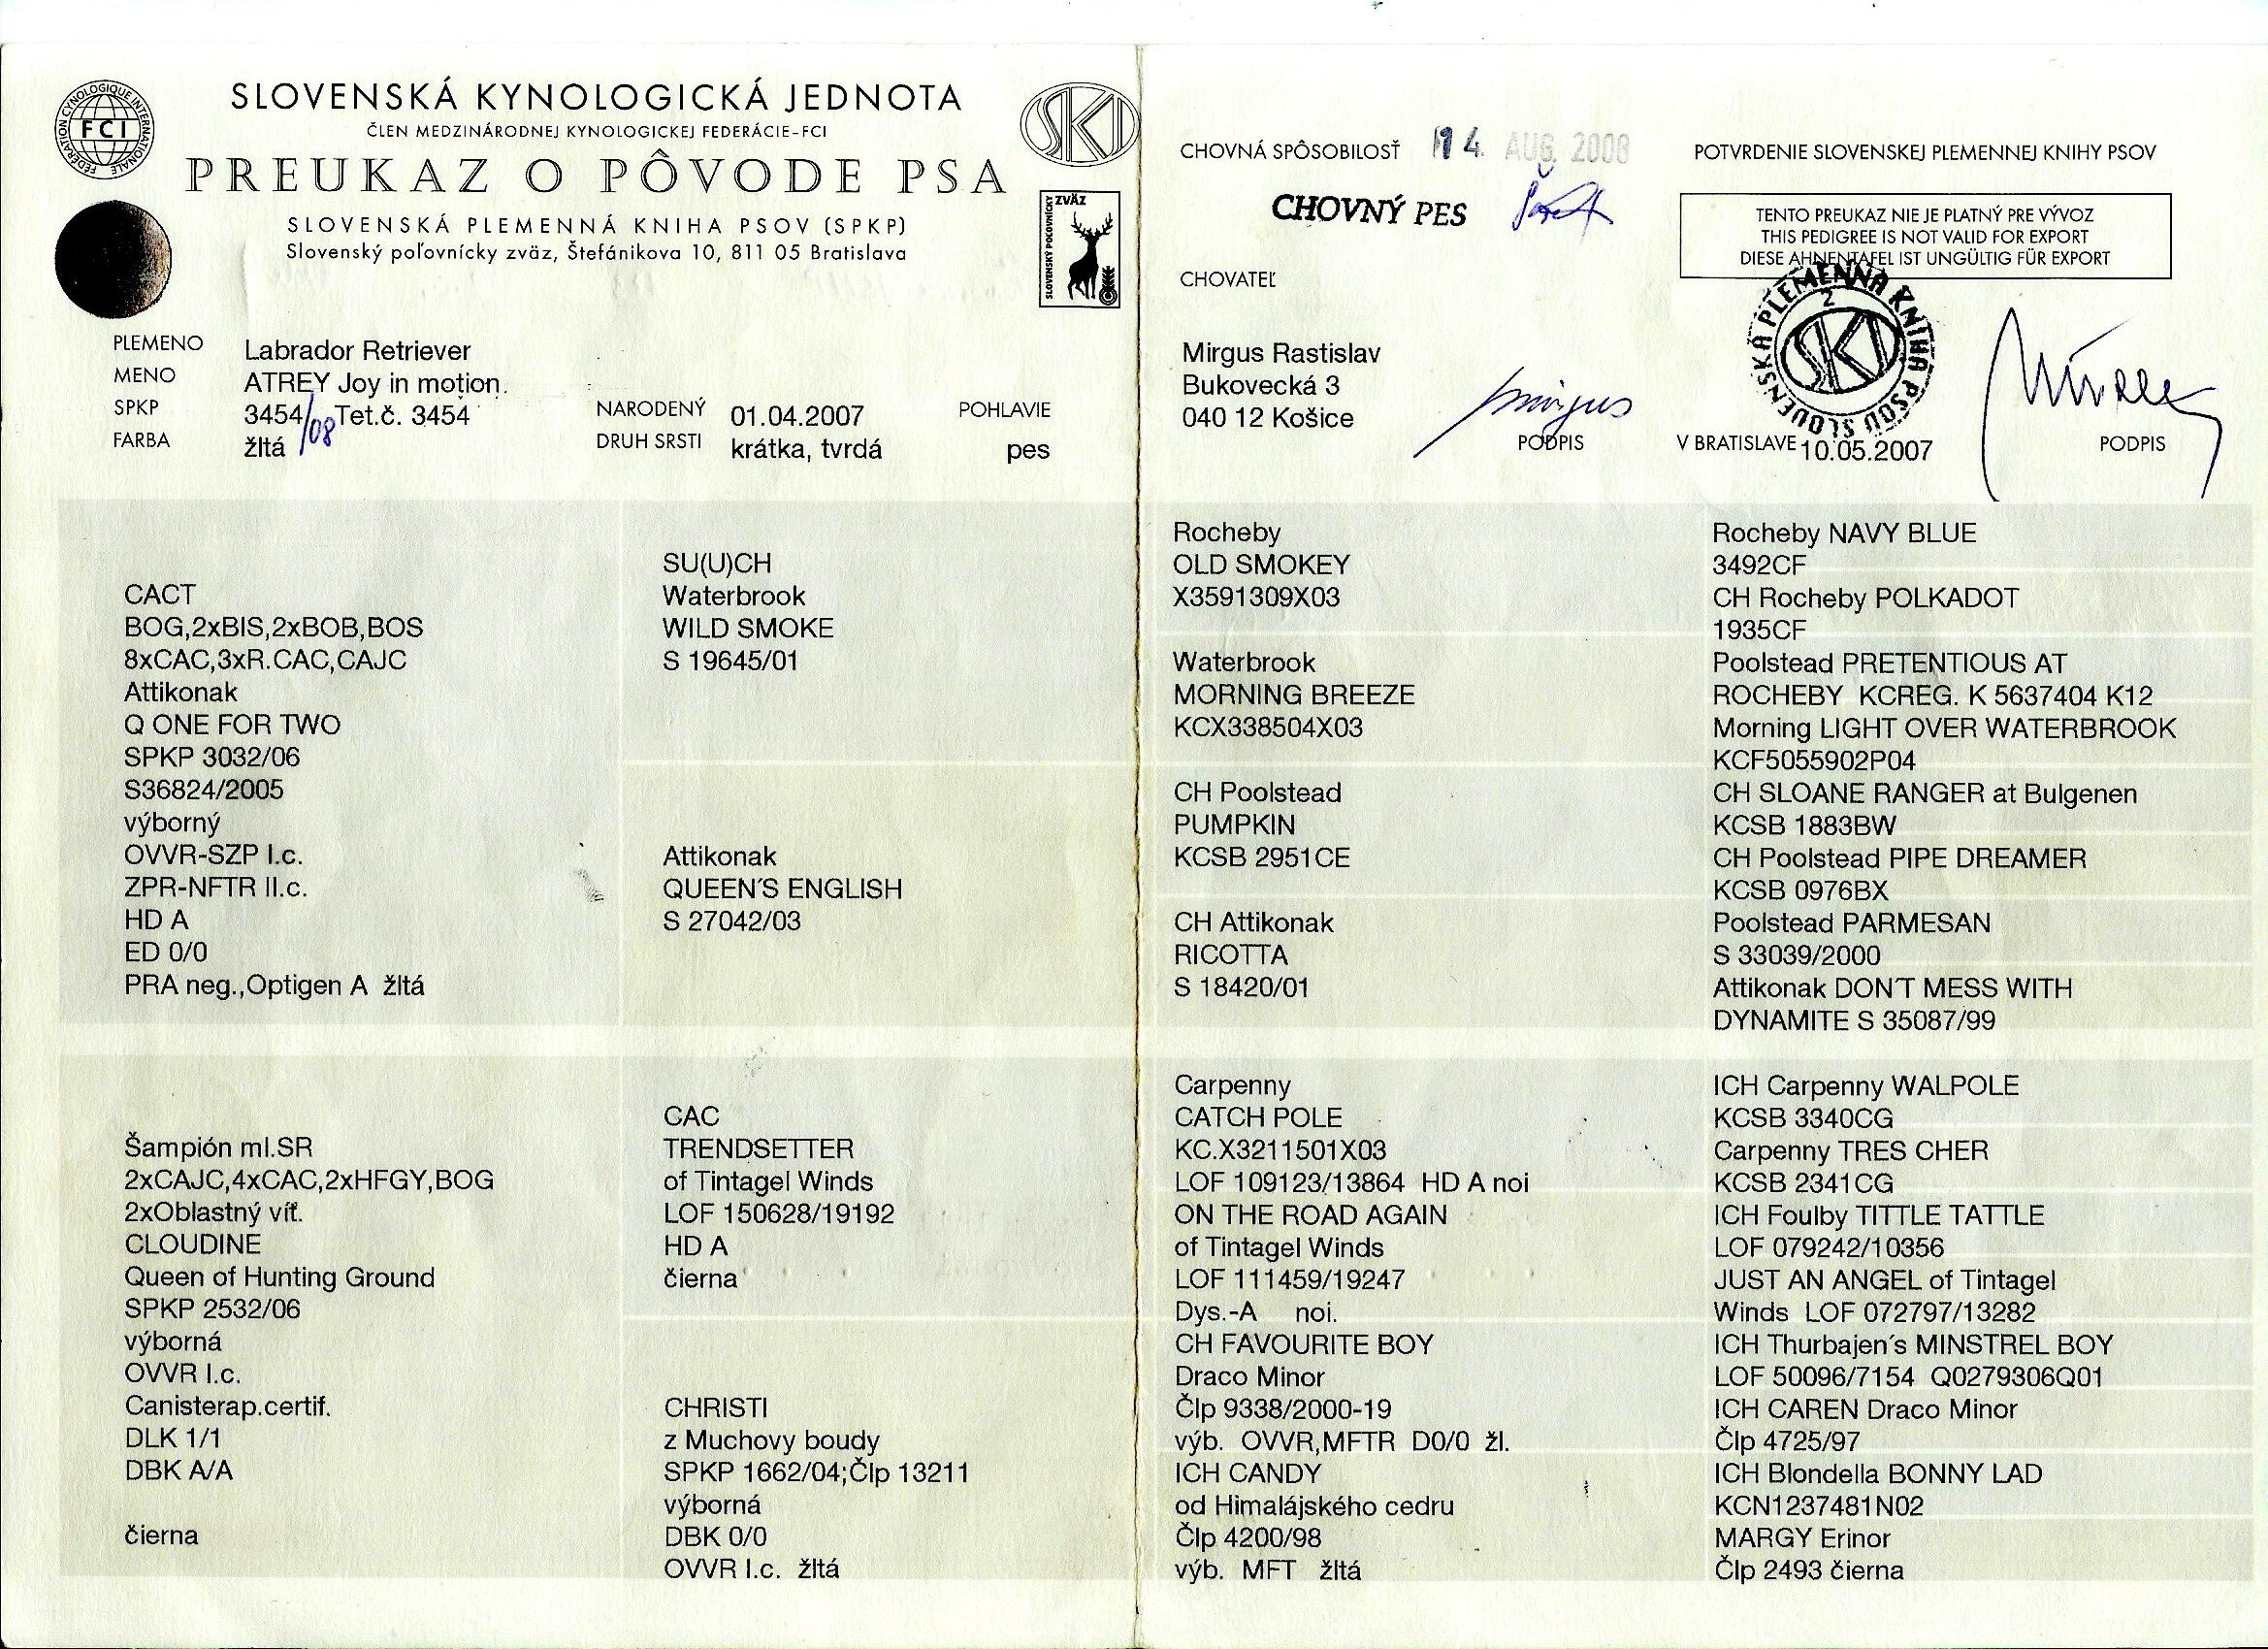 FÉDÉRATION CYNOLOGIQUE INTERNATIONALE
FCI
SLOVENSKÁ KYNOLOGICKÁ JEDNOTA
ČLEN MEDZINÁRODNEJ KYNOLOGICKEJ FEDERÁCIE-FCI
PREUKAZ O PÔVODE PSA
SLOVENSKÁ PLEMENNÁ KNIHA PSOV (SPKP)
Slovenský poľovnícky zväz, Štefánikova 10, 811 05 Bratislava
SKJ
SLOVENSKÝ POĽOVNÍCKY ZVÄZ
PLEMENO Labrador Retriever
MENO ATREY Joy in motion.
SPKP 3454/08 Tet.č. 3454 NARODENÝ 01.04.2007 POHLAVIE
FARBA žltá DRUH SRSTI krátka, tvrdá pes
CHOVNÁ SPÔSOBILOSŤ 14. AUG. 2008
CHOVNÝ PES
CHOVATEĽ
Mirgus Rastislav
Bukovecká 3
040 12 Košice
Mirgus
PODPIS
POTVRDENIE SLOVENSKEJ PLEMENNEJ KNIHY PSOV
TENTO PREUKAZ NIE JE PLATNÝ PRE VÝVOZ
THIS PEDIGREE IS NOT VALID FOR EXPORT
DIESE AHNENTAFEL IST UNGÜLTIG FÜR EXPORT
SLOVENSKÁ PLEMENNÁ KNIHA PSOV
2
SKJ
V BRATISLAVE 10.05.2007 PODPIS
CACT
BOG,2xBIS,2xBOB,BOS
8xCAC,3xR.CAC,CAJC
Attikonak
Q ONE FOR TWO
SPKP 3032/06
S36824/2005
výborný
OVVR-SZP I.c.
ZPR-NFTR II.c.
HD A
ED 0/0
PRA neg.,Optigen A žltá
SU(U)CH
Waterbrook
WILD SMOKE
S 19645/01
Attikonak
QUEEN´S ENGLISH
S 27042/03
Rocheby
OLD SMOKEY
X3591309X03
Waterbrook
MORNING BREEZE
KCX338504X03
CH Poolstead
PUMPKIN
KCSB 2951CE
CH Attikonak
RICOTTA
S 18420/01
Rocheby NAVY BLUE
3492CF
CH Rocheby POLKADOT
1935CF
Poolstead PRETENTIOUS AT
ROCHEBY KCREG. K 5637404 K12
Morning LIGHT OVER WATERBROOK
KCF5055902P04
CH SLOANE RANGER at Bulgenen
KCSB 1883BW
CH Poolstead PIPE DREAMER
KCSB 0976BX
Poolstead PARMESAN
S 33039/2000
Attikonak DON´T MESS WITH
DYNAMITE S 35087/99
Šampión ml.SR
2xCAJC,4xCAC,2xHFGY,BOG
2xOblastný víť.
CLOUDINE
Queen of Hunting Ground
SPKP 2532/06
výborná
OVVR I.c.
Canisterap.certif.
DLK 1/1
DBK A/A
čierna
CAC
TRENDSETTER
of Tintagel Winds
LOF 150628/19192
HD A
čierna
CHRISTI
z Muchovy boudy
SPKP 1662/04;Člp 13211
výborná
DBK 0/0
OVVR I.c. žltá
Carpenny
CATCH POLE
KC.X3211501X03
LOF 109123/13864 HD A noi
ON THE ROAD AGAIN
of Tintagel Winds
LOF 111459/19247
Dys.-A noi.
CH FAVOURITE BOY
Draco Minor
Člp 9338/2000-19
výb. OVVR,MFTR D0/0 žl.
ICH CANDY
od Himalájského cedru
Člp 4200/98
výb. MFT žltá
ICH Carpenny WALPOLE
KCSB 3340CG
Carpenny TRES CHER
KCSB 2341CG
ICH Foulby TITTLE TATTLE
LOF 079242/10356
JUST AN ANGEL of Tintagel
Winds LOF 072797/13282
ICH Thurbajen´s MINSTREL BOY
LOF 50096/7154 Q0279306Q01
ICH CAREN Draco Minor
Člp 4725/97
ICH Blondella BONNY LAD
KCN1237481N02
MARGY Erinor
Člp 2493 čierna